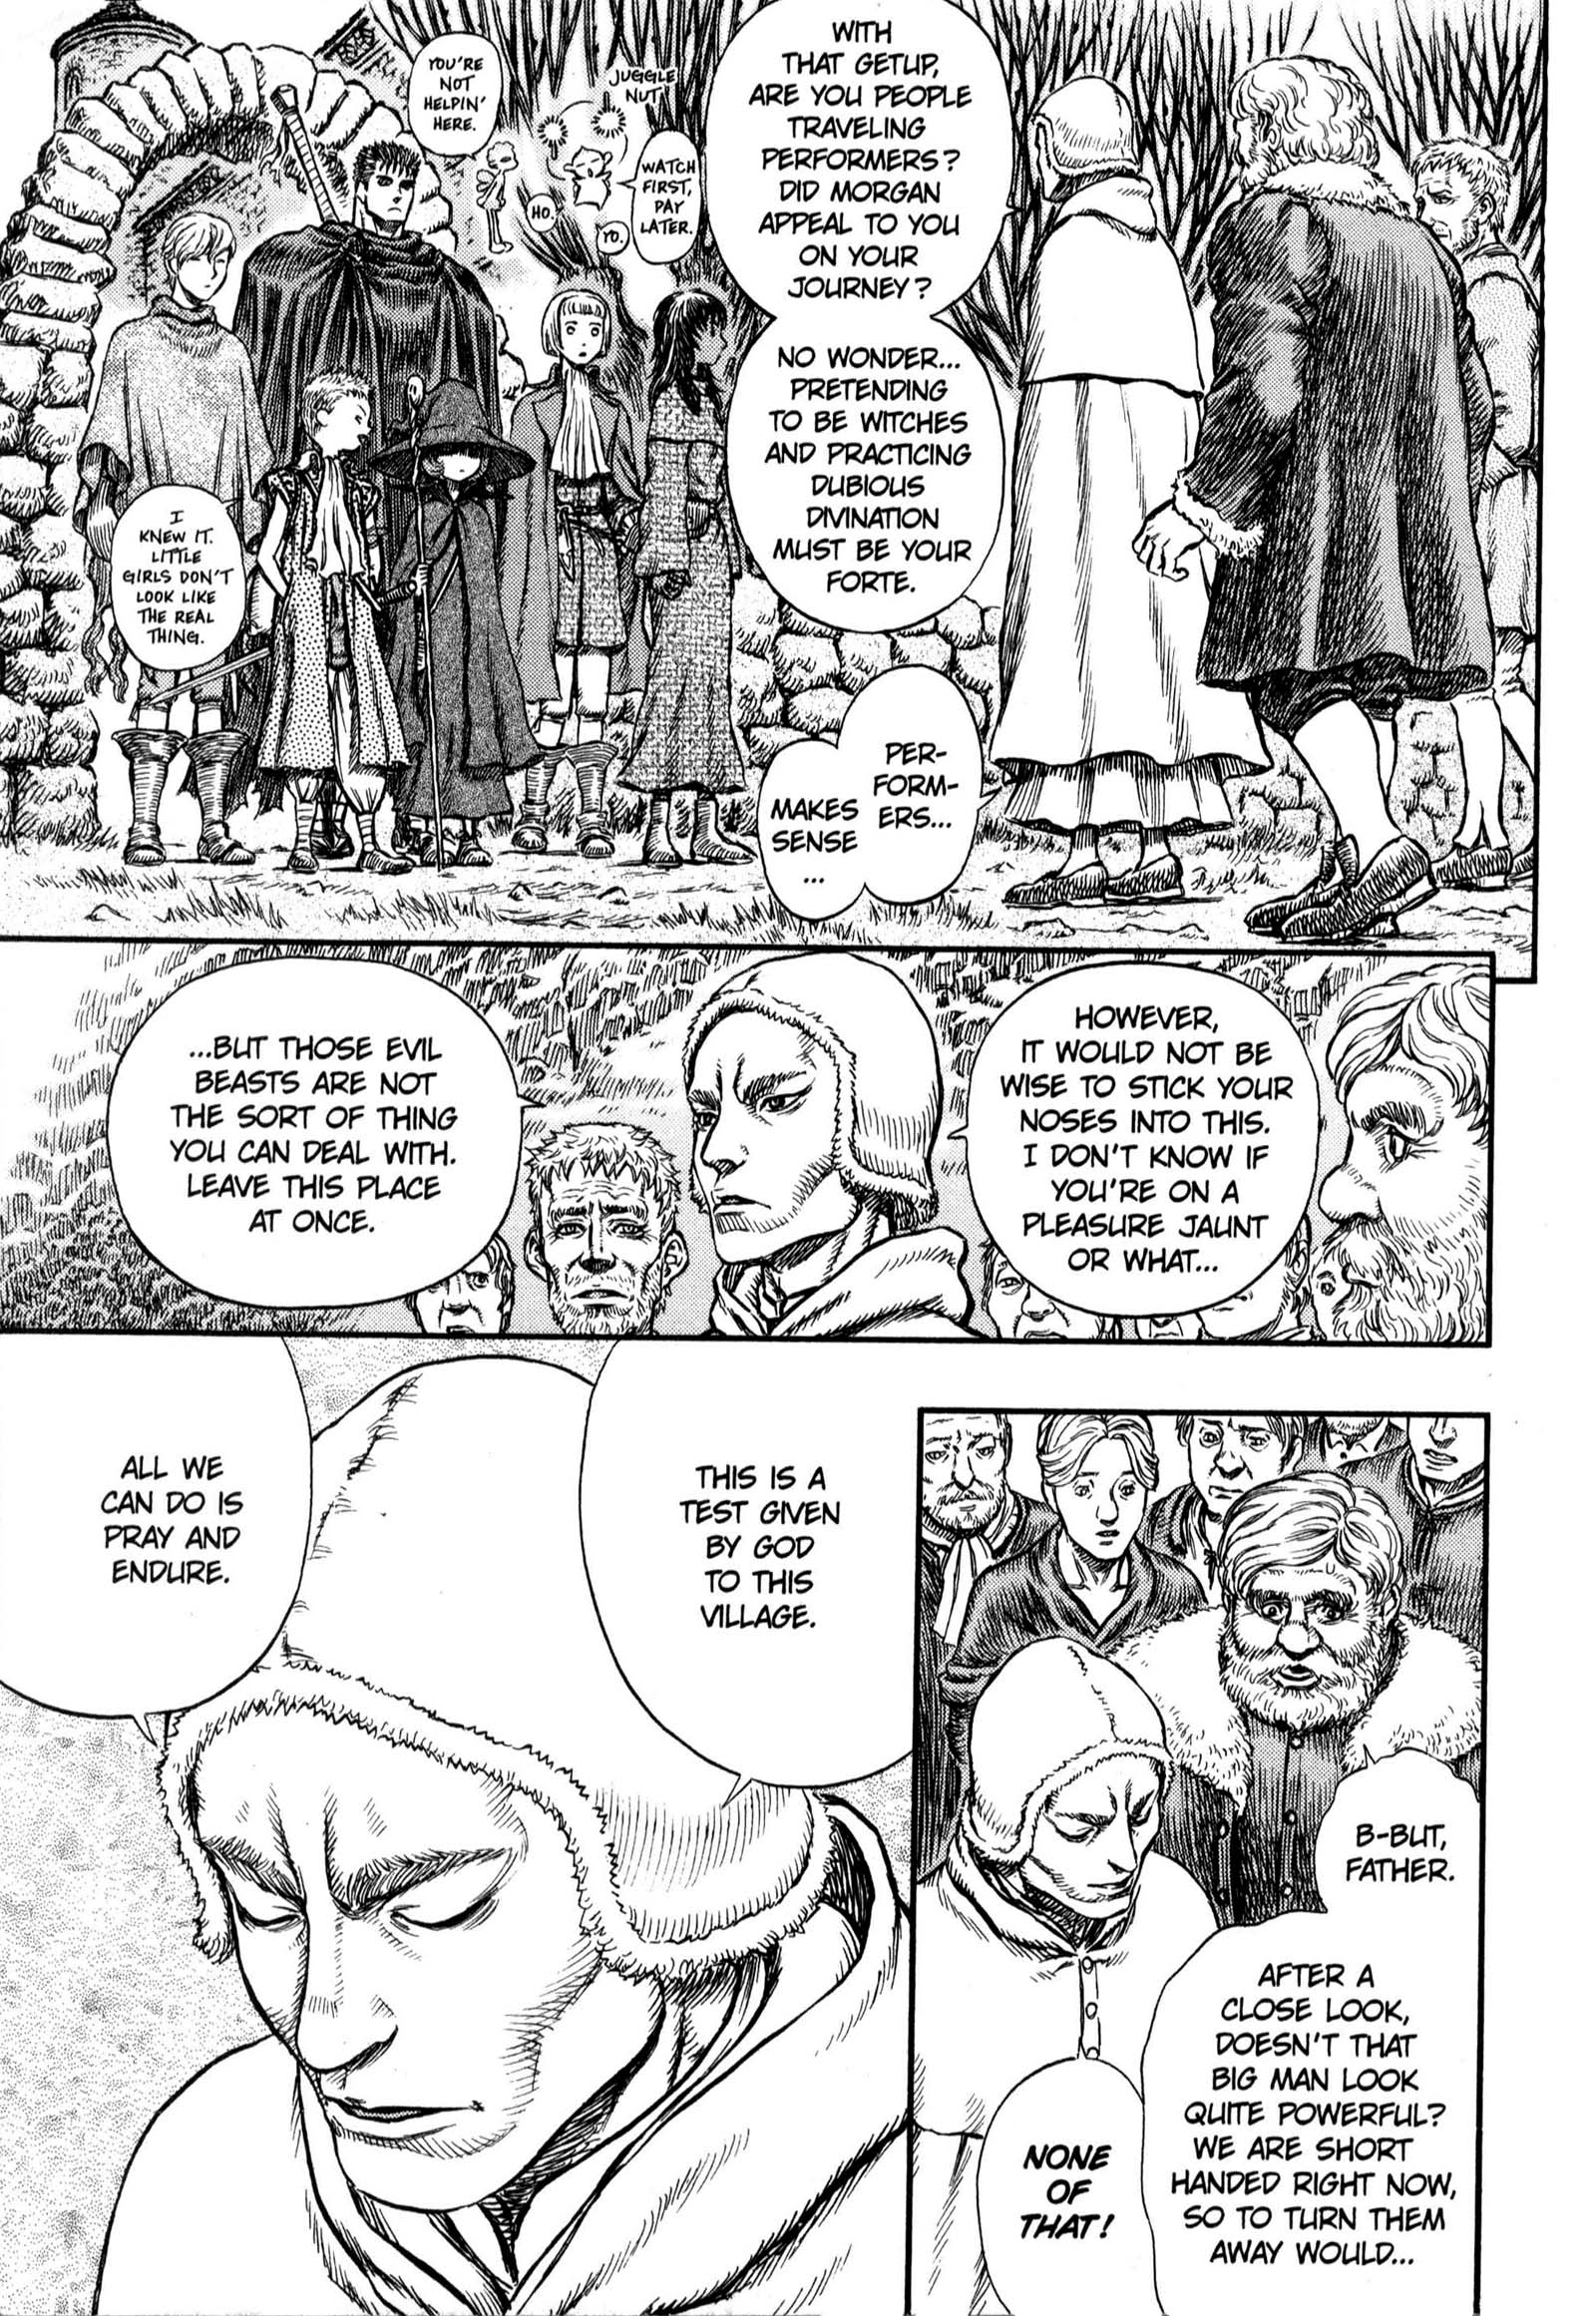 WITH
THAT GETUP,
ARE YOU PEOPLE
TRAVELING
PERFORMERS?
DID MORGAN
APPEAL TO YOU
ON YOUR
JOURNEY?
NO WONDER...
PRETENDING
TO BE WITCHES
AND PRACTICING
DUBIOUS
DIVINATION
MUST BE YOUR
FORTE.
JUGGLE
NUT
WATCH
FIRST,
PAY
LATER.
YO.
HO.
YOU'RE
NOT
HELPIN'
HERE.
I
KNEW IT.
LITTLE
GIRLS DON'T
LOOK LIKE
THE REAL
THING.
PER-
FORM-
ERS...
MAKES
SENSE
...
HOWEVER,
IT WOULD NOT BE
WISE TO STICK YOUR
NOSES INTO THIS.
I DON'T KNOW IF
YOU'RE ON A
PLEASURE JAUNT
OR WHAT...
...BUT THOSE EVIL
BEASTS ARE NOT
THE SORT OF THING
YOU CAN DEAL WITH.
LEAVE THIS PLACE
AT ONCE.
B-BUT,
FATHER.
AFTER A
CLOSE LOOK,
DOESN'T THAT
BIG MAN LOOK
QUITE POWERFUL?
WE ARE SHORT
HANDED RIGHT NOW,
SO TO TURN THEM
AWAY WOULD...
NONE
OF
THAT!
THIS IS A
TEST GIVEN
BY GOD
TO THIS
VILLAGE.
ALL WE
CAN DO IS
PRAY AND
ENDURE.